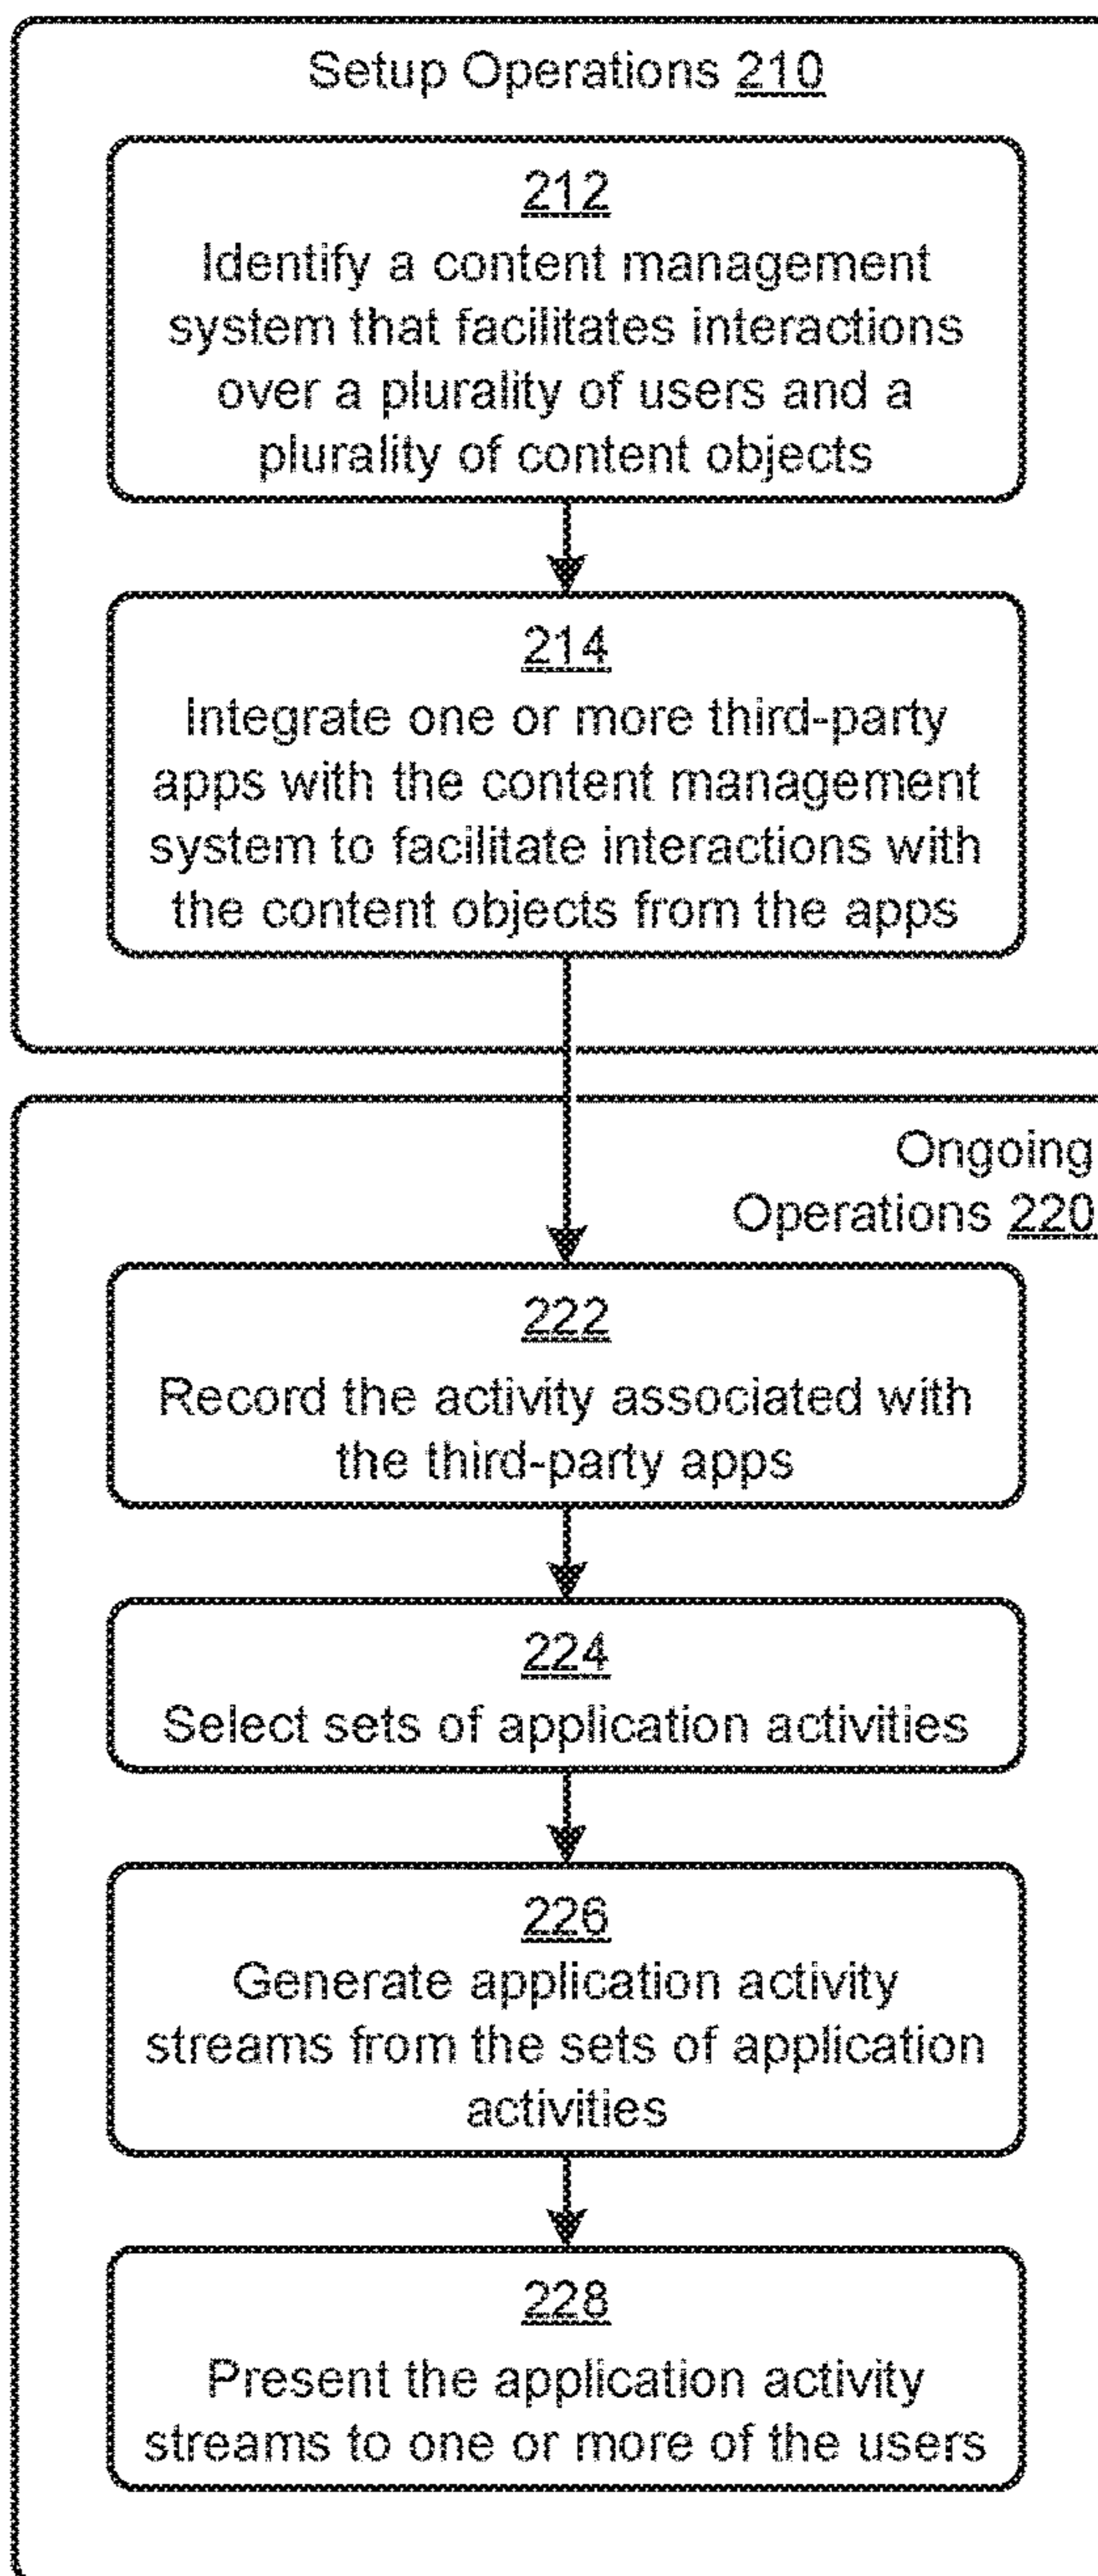 Setup Operations 210
212
Identify a content management
system that facilitates interactions
over a plurality of users and a
plurality of content objects
214
Integrate one or more third-party
apps with the content management
system to facilitate interactions with
the content objects from the apps
Ongoing
Operations 220
222
Record the activity associated with
the third-party apps
224
Select sets of application activities
226
Generate application activity
streams from the sets of application
activities
228
Present the application activity
streams to one or more of the users